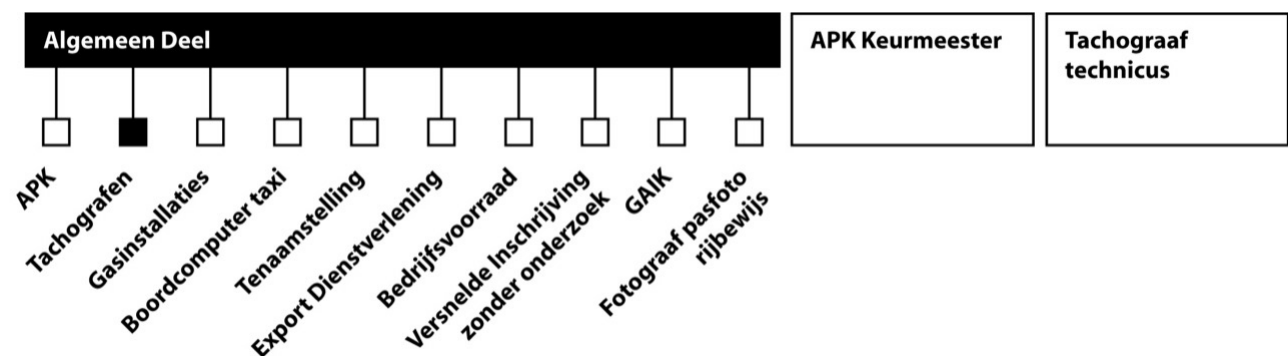 Algemeen Deel
APK Keurmeester
Tachograaf
technicus
APK
Tachografen
Gasinstallaties
Boordcomputer taxi
Tenaamstelling
Export Dienstverlening
Bedrijfsvoorraad
Versnelde Inschrijving
zonder onderzoek
GAIK
Fotograaf pasfoto
rijbewijs